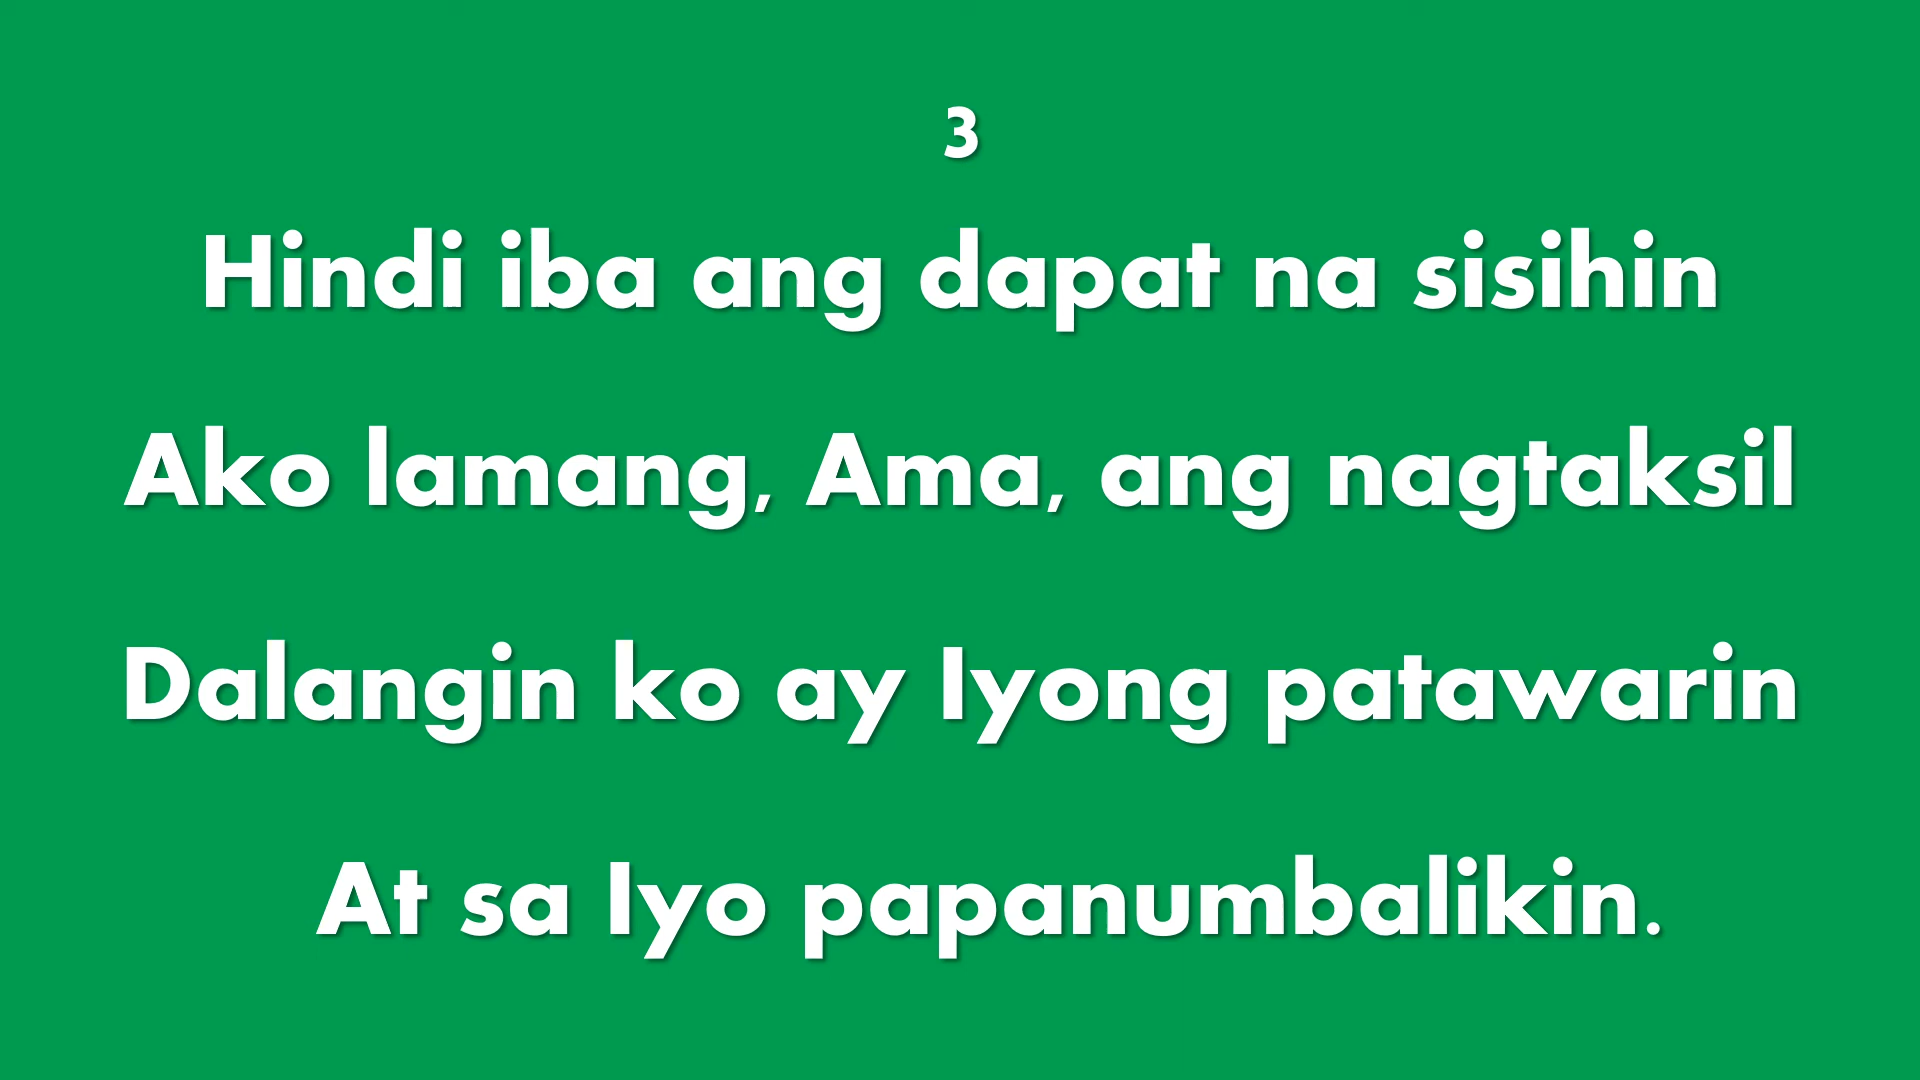 3
Hindi iba ang dapat na sisihin
Ako lamang, Ama, ang nagtaksil
Dalangin ko ay Iyong patawarin
At sa Iyo papanumbalikin.